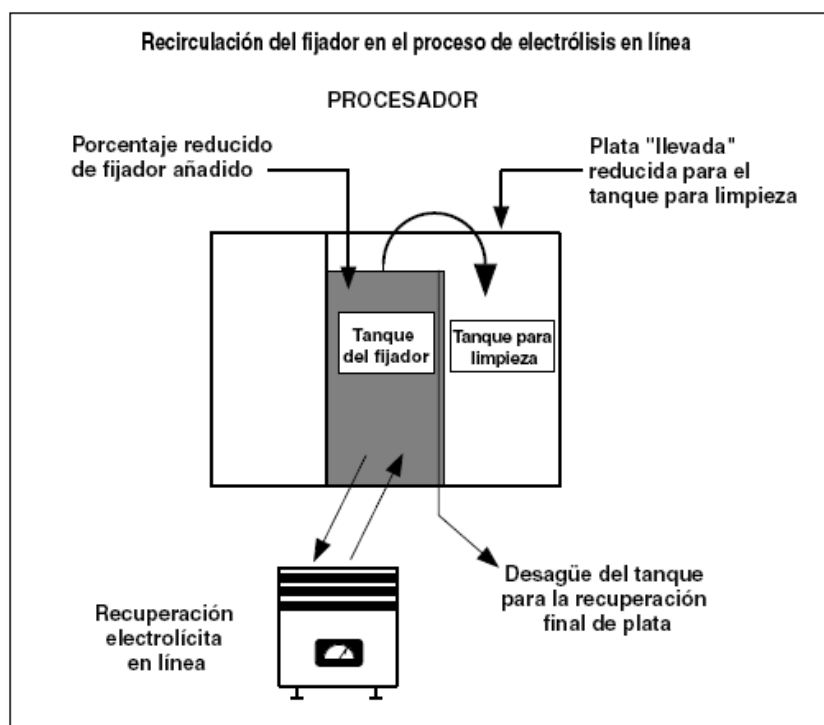 Recirculación del fijador en el proceso de electrólisis en línea
PROCESADOR
Porcentaje reducido
de fijador añadido
Plata "llevada"
reducida para el
tanque para limpieza
Tanque
del fijador
Tanque para
limpieza
Recuperación
electrolícita
en línea
Desagüe del tanque
para la recuperación
final de plata